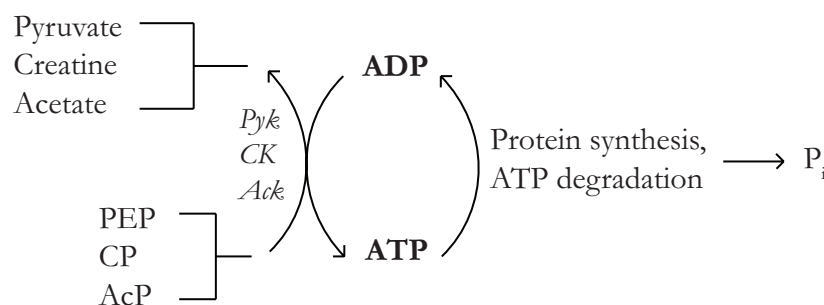 Pyruvate
Creatine
Acetate
ADP
Pyk
CK
Ack
Protein synthesis,
ATP degradation
Pi
PEP
CP
AcP
ATP